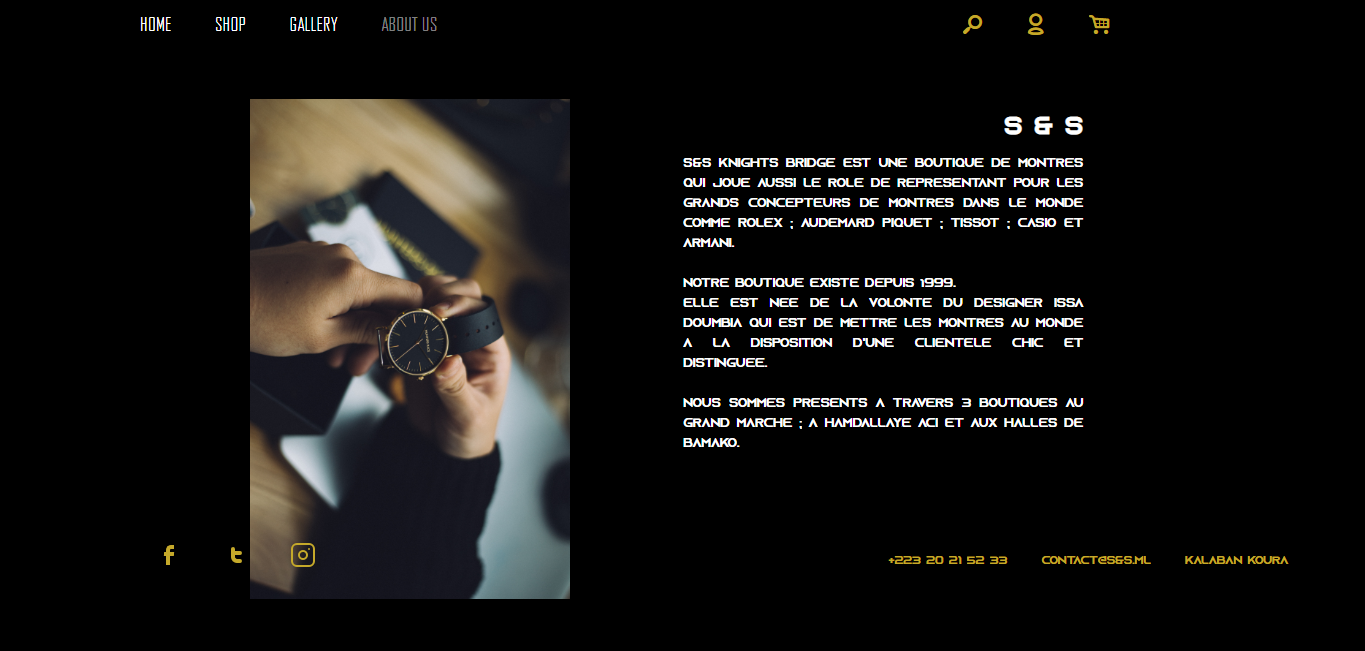 HOME SHOP GALLERY ABOUT US
S & S
S&S KNIGHTS BRIDGE EST UNE BOUTIQUE DE MONTRES
QUI JOUE AUSSI LE ROLE DE REPRESENTANT POUR LES
GRANDS CONCEPTEURS DE MONTRES DANS LE MONDE
COMME ROLEX ; AUDEMARD PIQUET ; TISSOT ; CASIO ET
ARMANI.
NOTRE BOUTIQUE EXISTE DEPUIS 1999.
ELLE EST NEE DE LA VOLONTE DU DESIGNER ISSA
DOUMBIA QUI EST DE METTRE LES MONTRES AU MONDE
A LA DISPOSITION D'UNE CLIENTELE CHIC ET
DISTINGUEE.
NOUS SOMMES PRESENTS A TRAVERS 3 BOUTIQUES AU
GRAND MARCHE ; A HAMDALLAYE ACI ET AUX HALLES DE
BAMAKO.
+223 20 21 52 33 CONTACT@S&S.ML KALABAN KOURA